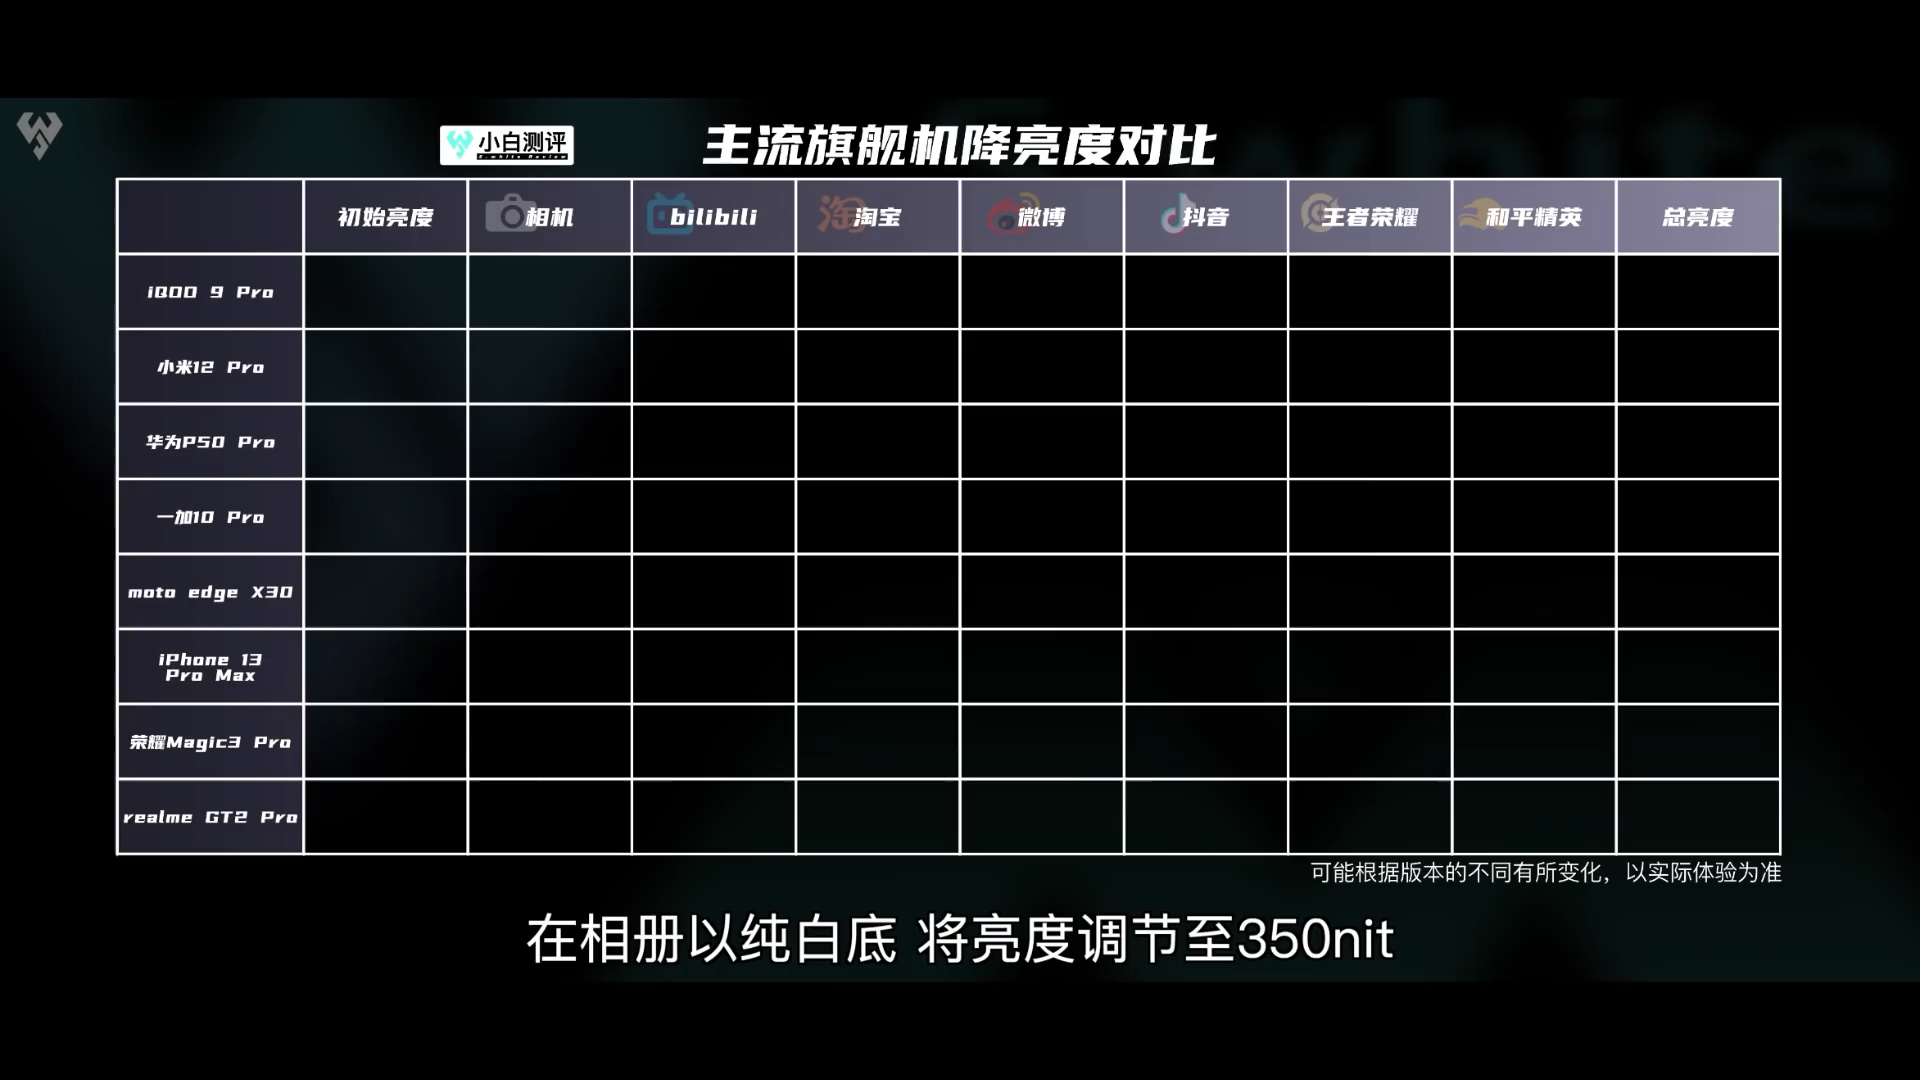 小白测评
主流旗舰机降亮度对比
初始亮度 相机 bilibili 淘宝 微博 抖音 王者荣耀 和平精英 总亮度
iQOO 9 Pro
小米12 Pro
华为P50 Pro
一加10 Pro
moto edge X30
iPhone 13
Pro Max
荣耀Magic3 Pro
realme GT2 Pro
可能根据版本的不同有所变化，以实际体验为准
在相册以纯白底 将亮度调节至350nit